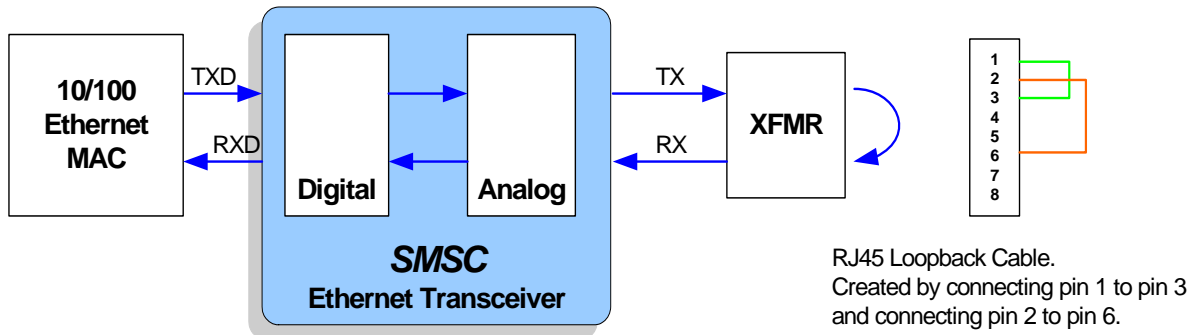 10/100
Ethernet
MAC
TXD
RXD
Digital
Analog
SMSC
Ethernet Transceiver
TX
RX
XFMR
1
2
3
4
5
6
7
8
RJ45 Loopback Cable.
Created by connecting pin 1 to pin 3
and connecting pin 2 to pin 6.